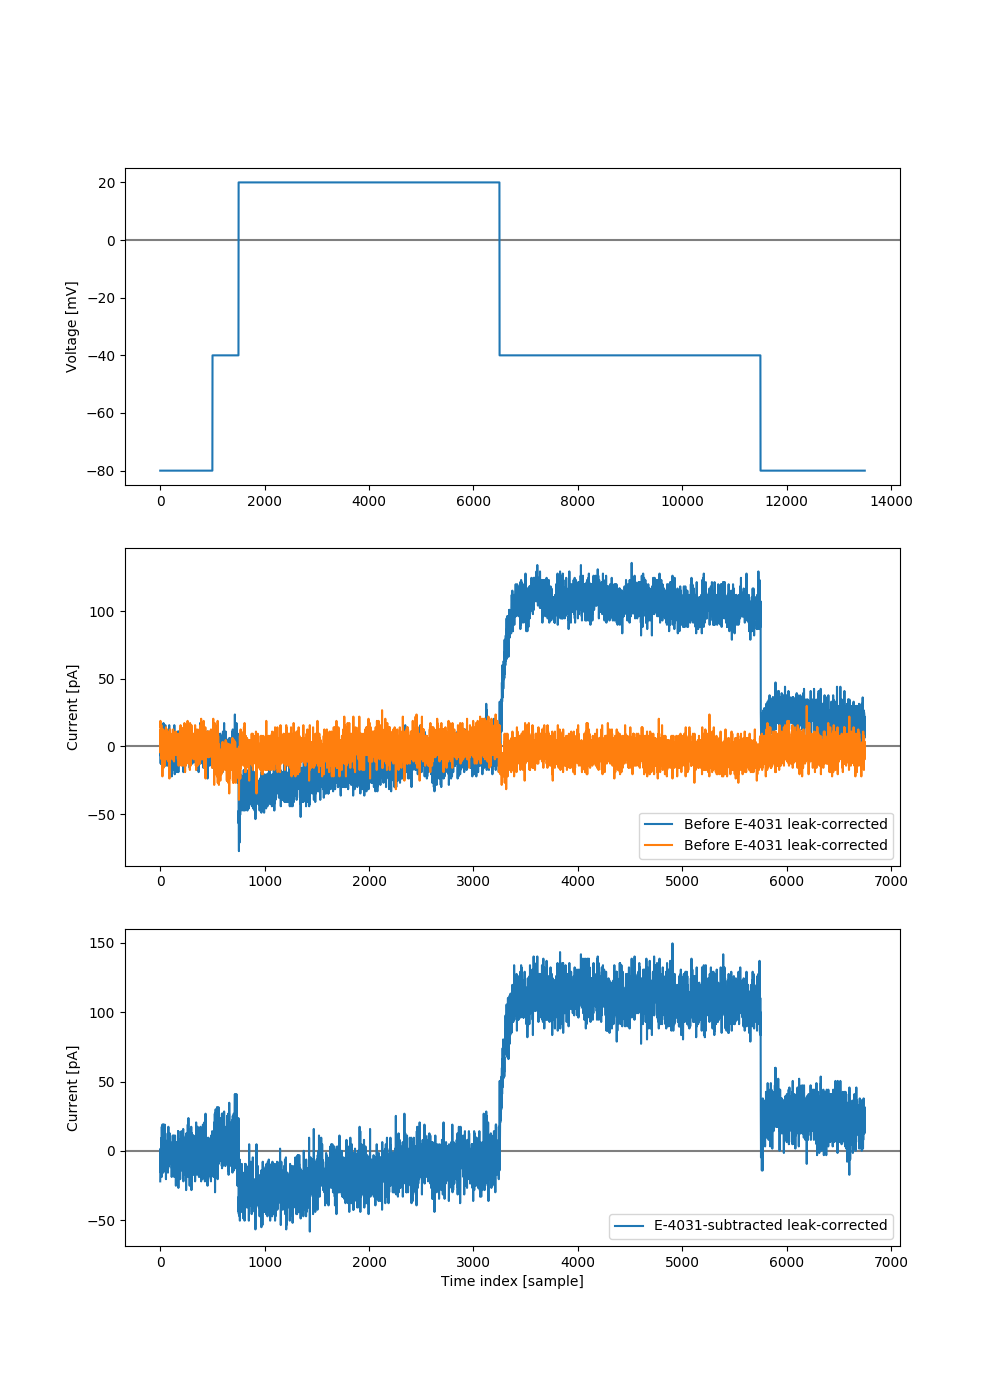 20
0
−20
−40
−60
−80
Voltage [mV]
0 2000 4000 6000 8000 10000 12000 14000
100
50
0
−50
Current [pA]
Before E-4031 leak-corrected
Before E-4031 leak-corrected
0 1000 2000 3000 4000 5000 6000 7000
150
100
50
0
−50
Current [pA]
E-4031-subtracted leak-corrected
0 1000 2000 3000 4000 5000 6000 7000
Time index [sample]